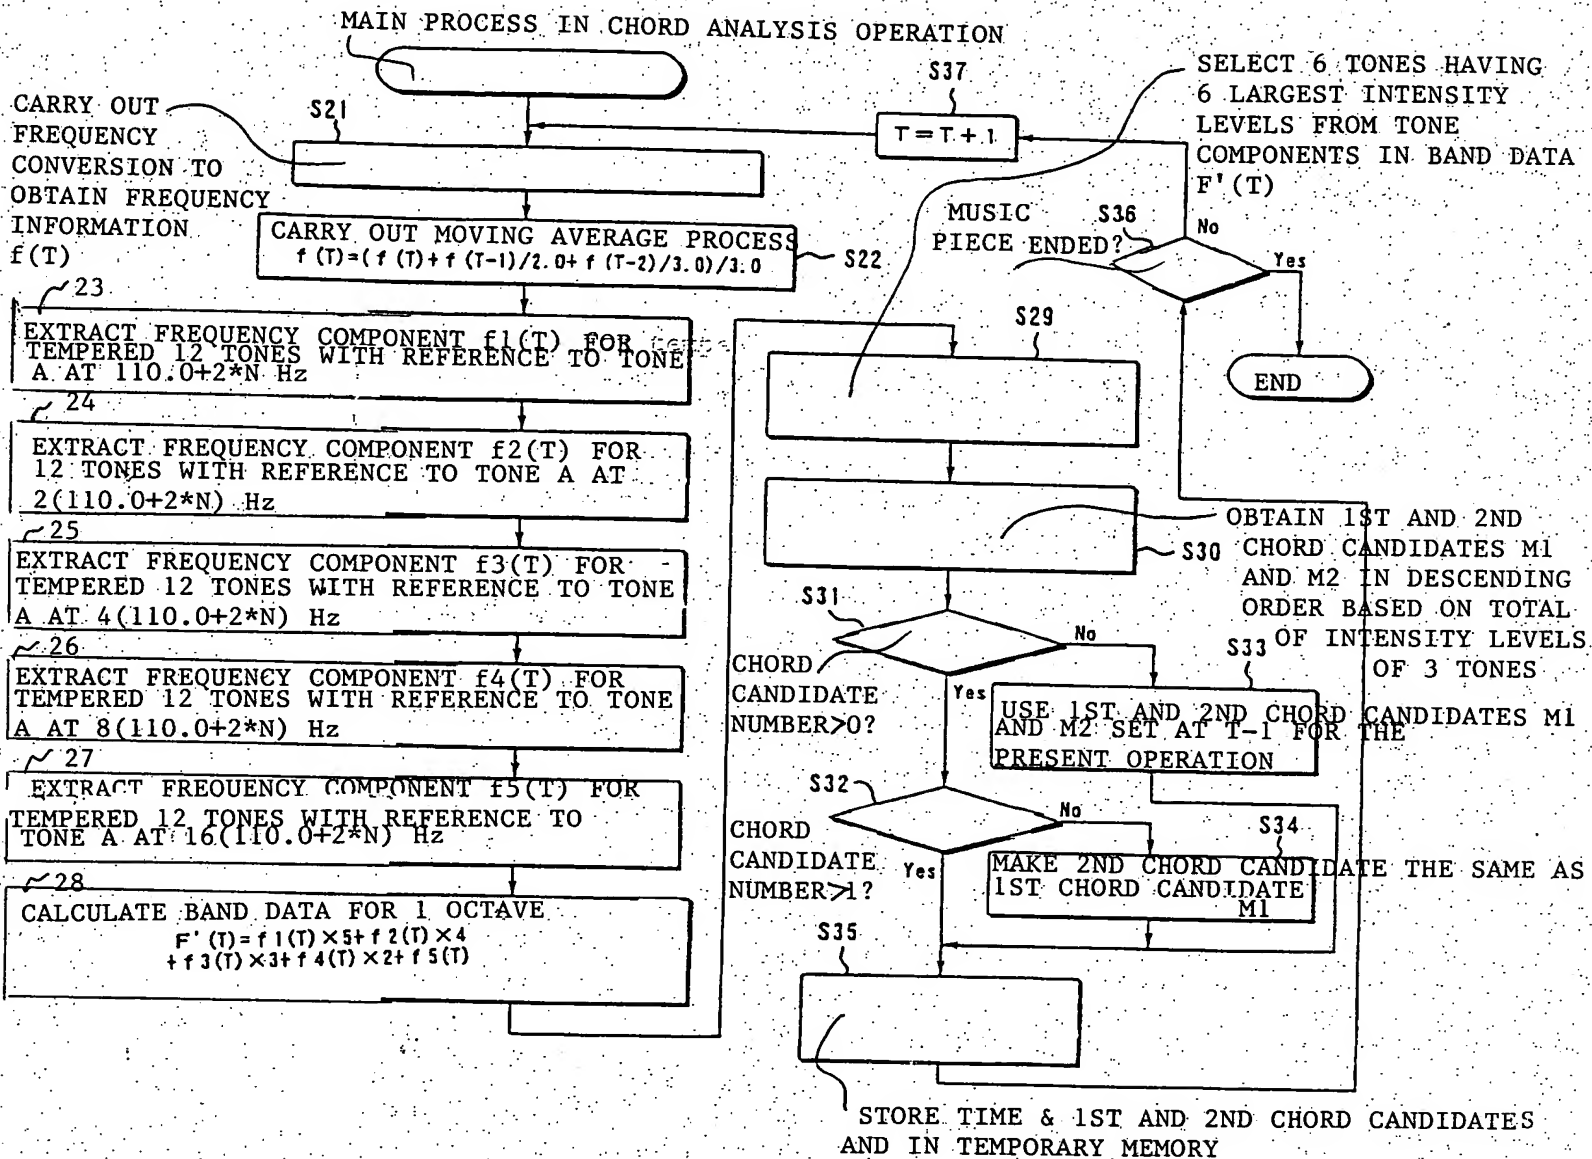 MAIN PROCESS IN CHORD ANALYSIS OPERATION
CARRY OUT
FREQUENCY
CONVERSION TO
OBTAIN FREQUENCY
INFORMATION
f(T)
S21
CARRY OUT MOVING AVERAGE PROCESS
f (T)=( f (T)+ f (T-1)/2.0+ f (T-2)/3.0)/3.0
S22
23
EXTRACT FREQUENCY COMPONENT f1(T) FOR
TEMPERED 12 TONES WITH REFERENCE TO TONE
A AT 110.0+2*N Hz
24
EXTRACT FREQUENCY COMPONENT f2(T) FOR
12 TONES WITH REFERENCE TO TONE A AT
2(110.0+2*N) Hz
25
EXTRACT FREQUENCY COMPONENT f3(T) FOR
TEMPERED 12 TONES WITH REFERENCE TO TONE
A AT 4(110.0+2*N) Hz
26
EXTRACT FREQUENCY COMPONENT f4(T) FOR
TEMPERED 12 TONES WITH REFERENCE TO TONE
A AT 8(110.0+2*N) Hz
27
EXTRACT FREQUENCY COMPONENT f5(T) FOR
TEMPERED 12 TONES WITH REFERENCE TO
TONE A AT 16(110.0+2*N) Hz
28
CALCULATE BAND DATA FOR 1 OCTAVE
F'(T)= f 1(T)×5+ f 2(T)×4
+ f 3(T)×3+ f 4(T)×2+ f 5(T)
S37
T=T+1
SELECT 6 TONES HAVING
6 LARGEST INTENSITY
LEVELS FROM TONE
COMPONENTS IN BAND DATA
F'(T)
MUSIC
PIECE ENDED?
S36
No
Yes
END
S29
S30
OBTAIN 1ST AND 2ND
CHORD CANDIDATES M1
AND M2 IN DESCENDING
ORDER BASED ON TOTAL
OF INTENSITY LEVELS
OF 3 TONES
S31
CHORD
CANDIDATE
NUMBER>0?
No
Yes
S33
USE 1ST AND 2ND CHORD CANDIDATES M1
AND M2 SET AT T-1 FOR THE
PRESENT OPERATION
S32
CHORD
CANDIDATE
NUMBER>1?
No
Yes
S34
MAKE 2ND CHORD CANDIDATE THE SAME AS
1ST CHORD CANDIDATE
M1
S35
STORE TIME & 1ST AND 2ND CHORD CANDIDATES
AND IN TEMPORARY MEMORY